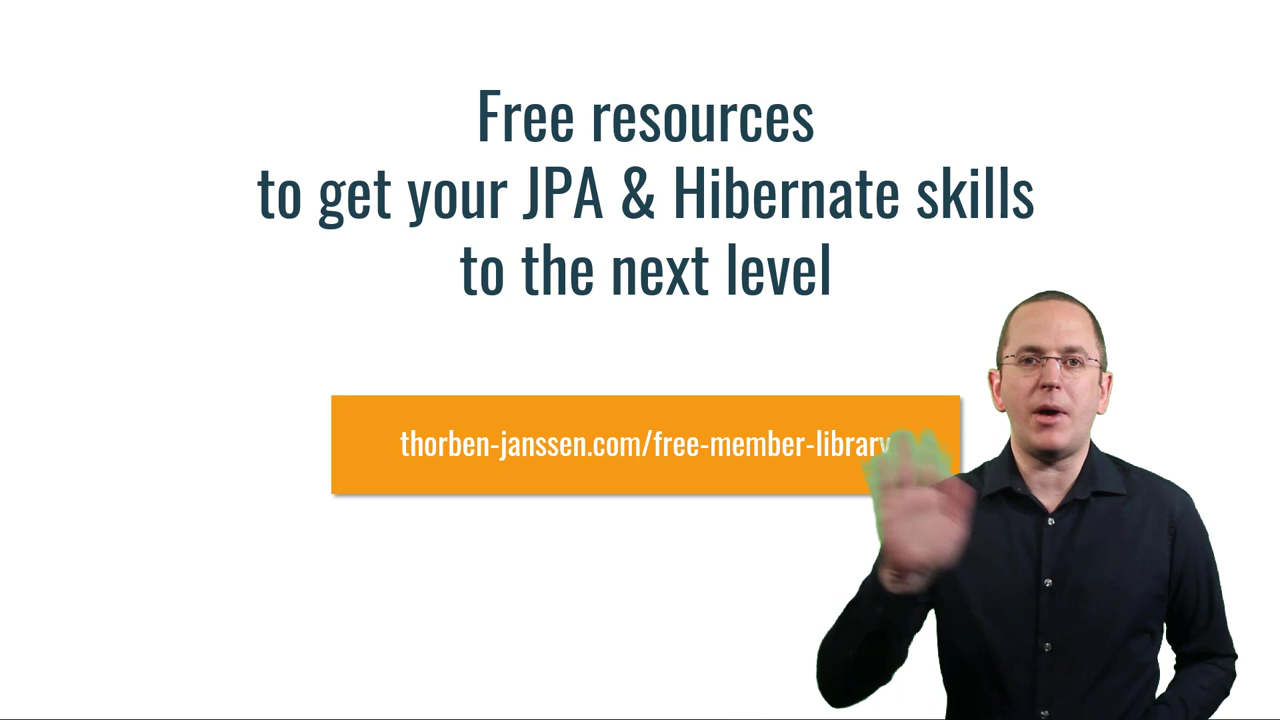 Free resources
to get your JPA & Hibernate skills
to the next level
thorben-janssen.com/free-member-library